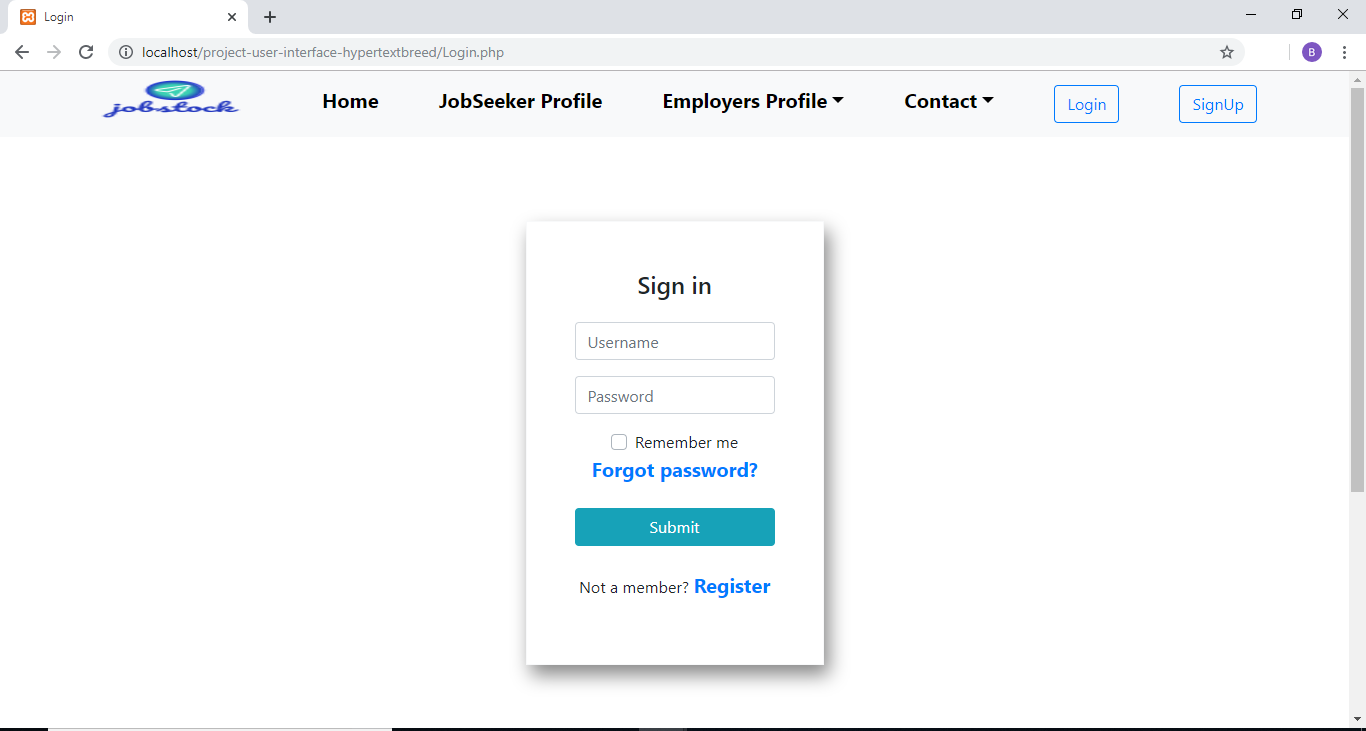 Login
localhost/project-user-interface-hypertextbreed/Login.php
B
jobstock
Home JobSeeker Profile Employers Profile Contact Login SignUp
Sign in
Username
Password
Remember me
Forgot password?
Submit
Not a member? Register